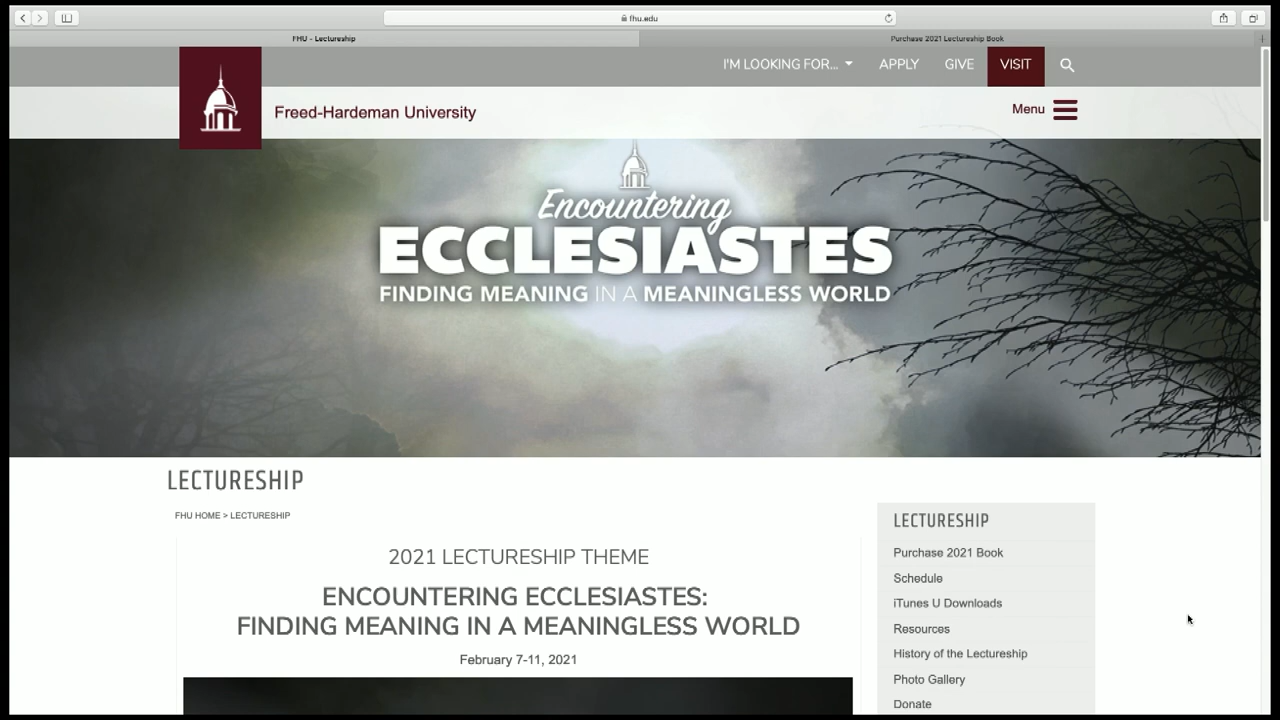 fhu.edu
FHU - Lectureship
Purchase 2021 Lectureship Book
I'M LOOKING FOR...
APPLY
GIVE
VISIT
Freed-Hardeman University
Menu
Encountering
ECCLESIASTES
FINDING MEANING IN A MEANINGLESS WORLD
LECTURESHIP
FHU HOME > LECTURESHIP
2021 LECTURESHIP THEME
ENCOUNTERING ECCLESIASTES:
FINDING MEANING IN A MEANINGLESS WORLD
February 7-11, 2021
LECTURESHIP
Purchase 2021 Book
Schedule
iTunes U Downloads
Resources
History of the Lectureship
Photo Gallery
Donate